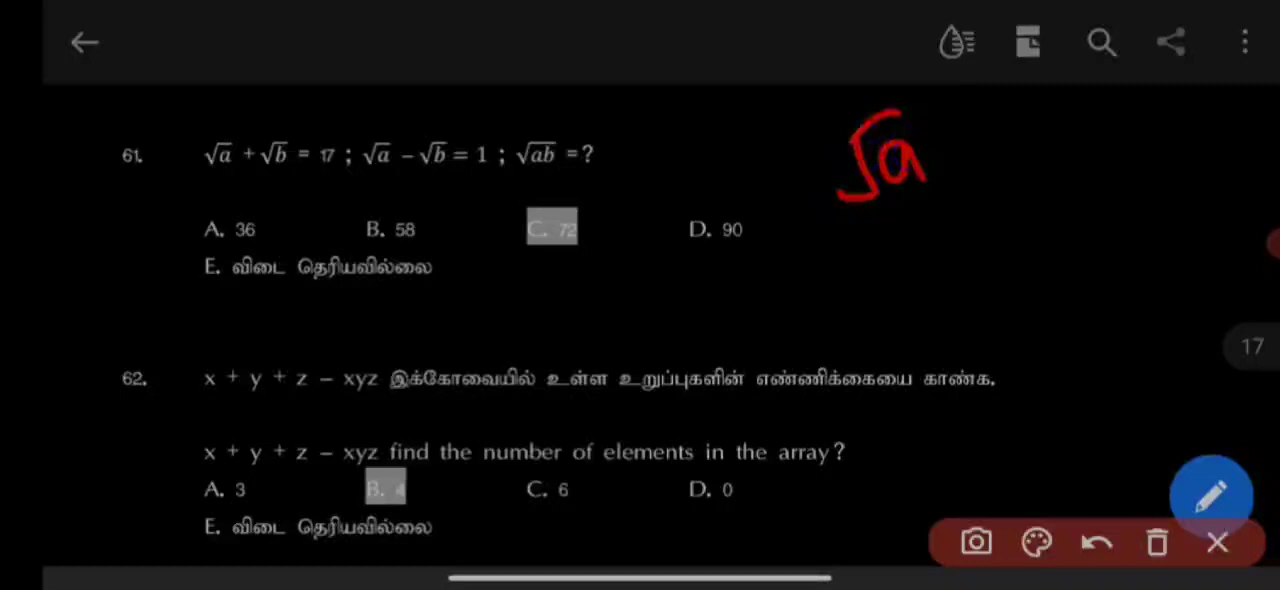 √a
61. √a + √b = 17 ; √a − √b = 1 ; √ab = ?
A. 36 B. 58 C. 72 D. 90
E. விடை தெரியவில்லை
17
62. x + y + z − xyz இக்கோவையில் உள்ள உறுப்புகளின் எண்ணிக்கையை காண்க.
x + y + z − xyz find the number of elements in the array?
A. 3 B. 4 C. 6 D. 0
E. விடை தெரியவில்லை